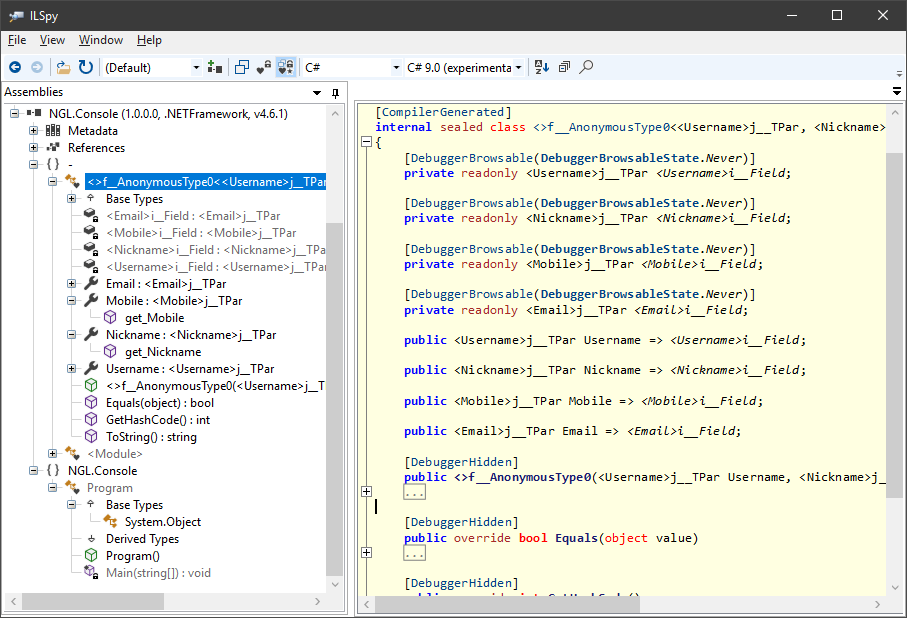 ILSpy
File View Window Help
(Default) C# C# 9.0 (experimenta
Assemblies
NGL.Console (1.0.0.0, .NETFramework, v4.6.1)
Metadata
References
{ } -
<>f__AnonymousType0<<Username>j__TPar
Base Types
<Email>i__Field : <Email>j__TPar
<Mobile>i__Field : <Mobile>j__TPar
<Nickname>i__Field : <Nickname>j__TPa
<Username>i__Field : <Username>j__TPar
Email : <Email>j__TPar
Mobile : <Mobile>j__TPar
get_Mobile
Nickname : <Nickname>j__TPar
get_Nickname
Username : <Username>j__TPar
<>f__AnonymousType0(<Username>j__T
Equals(object) : bool
GetHashCode() : int
ToString() : string
<Module>
{ } NGL.Console
Program
Base Types
System.Object
Derived Types
Program()
Main(string[]) : void
[CompilerGenerated]
internal sealed class <>f__AnonymousType0<<Username>j__TPar, <Nickname>
{
[DebuggerBrowsable(DebuggerBrowsableState.Never)]
private readonly <Username>j__TPar <Username>i__Field;
[DebuggerBrowsable(DebuggerBrowsableState.Never)]
private readonly <Nickname>j__TPar <Nickname>i__Field;
[DebuggerBrowsable(DebuggerBrowsableState.Never)]
private readonly <Mobile>j__TPar <Mobile>i__Field;
[DebuggerBrowsable(DebuggerBrowsableState.Never)]
private readonly <Email>j__TPar <Email>i__Field;
public <Username>j__TPar Username => <Username>i__Field;
public <Nickname>j__TPar Nickname => <Nickname>i__Field;
public <Mobile>j__TPar Mobile => <Mobile>i__Field;
public <Email>j__TPar Email => <Email>i__Field;
[DebuggerHidden]
public <>f__AnonymousType0(<Username>j__TPar Username, <Nickname>j_
...
[DebuggerHidden]
public override bool Equals(object value)
...
[DebuggerHidden]